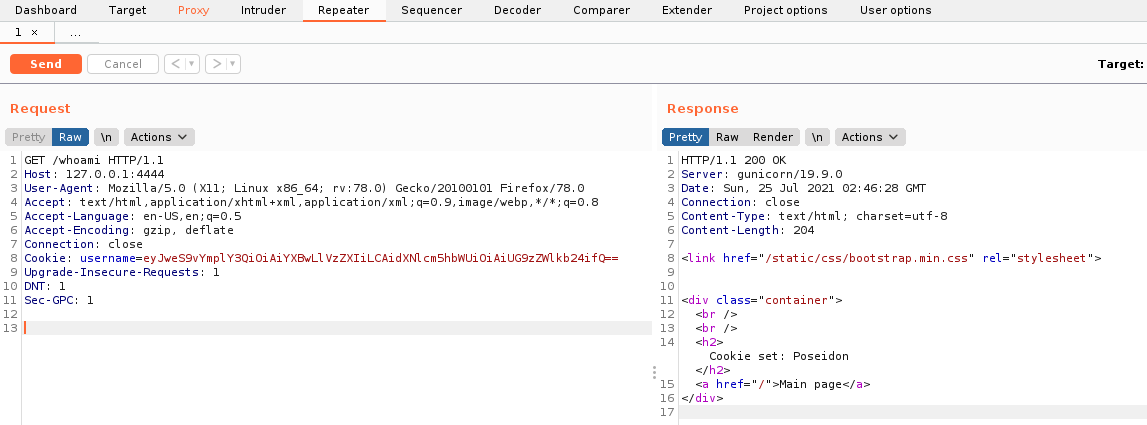 Dashboard Target Proxy Intruder Repeater Sequencer Decoder Comparer Extender Project options User options
1 × ...
Send Cancel < ▼ > ▼ Target:
Request
Pretty Raw \n Actions
1 GET /whoami HTTP/1.1
2 Host: 127.0.0.1:4444
3 User-Agent: Mozilla/5.0 (X11; Linux x86_64; rv:78.0) Gecko/20100101 Firefox/78.0
4 Accept: text/html,application/xhtml+xml,application/xml;q=0.9,image/webp,*/*;q=0.8
5 Accept-Language: en-US,en;q=0.5
6 Accept-Encoding: gzip, deflate
7 Connection: close
8 Cookie: username=eyJweS9vYmplY3QiOiAiYXBwLlVzZXIiLCAidXNlcm5hbWUiOiAiUG9zZWlkb24ifQ==
9 Upgrade-Insecure-Requests: 1
10 DNT: 1
11 Sec-GPC: 1
12
13
Response
Pretty Raw Render \n Actions
1 HTTP/1.1 200 OK
2 Server: gunicorn/19.9.0
3 Date: Sun, 25 Jul 2021 02:46:28 GMT
4 Connection: close
5 Content-Type: text/html; charset=utf-8
6 Content-Length: 204
7
8 <link href="/static/css/bootstrap.min.css" rel="stylesheet">
9
10
11 <div class="container">
12 <br />
13 <br />
14 <h2>
Cookie set: Poseidon
</h2>
15 <a href="/">Main page</a>
16 </div>
17